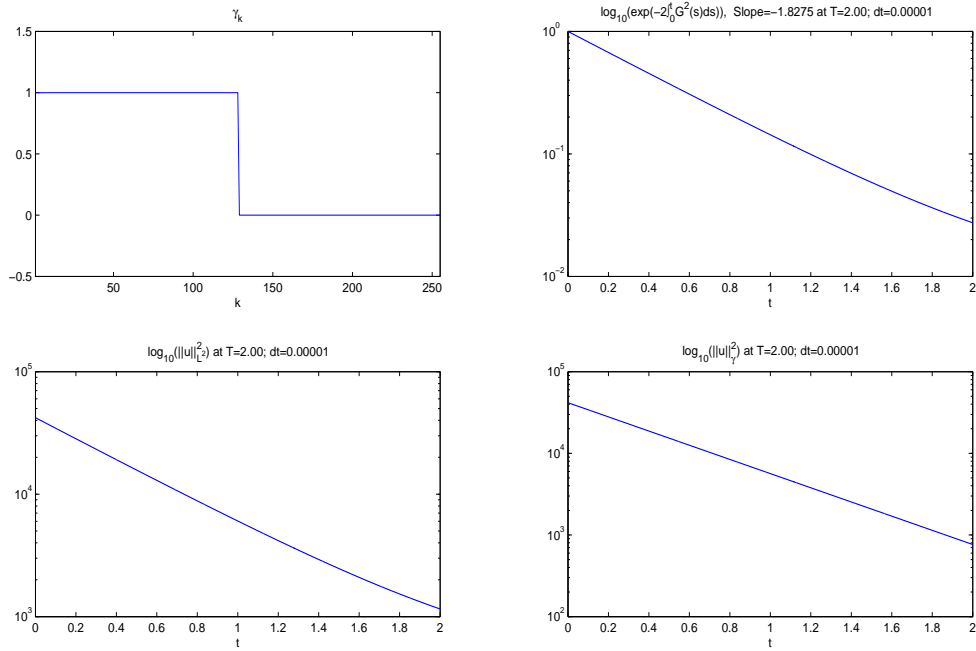 γₖ
1.5
1
0.5
0
−0.5
50 100 150 200 250
k
log₁₀(exp(−2∫₀ᵗG²(s)ds)), Slope=−1.8275 at T=2.00; dt=0.00001
10⁰
10⁻¹
10⁻²
0 0.2 0.4 0.6 0.8 1 1.2 1.4 1.6 1.8 2
t
log₁₀(||u||²_L²) at T=2.00; dt=0.00001
10⁵
10⁴
10³
0 0.2 0.4 0.6 0.8 1 1.2 1.4 1.6 1.8 2
t
log₁₀(||u||²_γ) at T=2.00; dt=0.00001
10⁵
10⁴
10³
10²
0 0.2 0.4 0.6 0.8 1 1.2 1.4 1.6 1.8 2
t